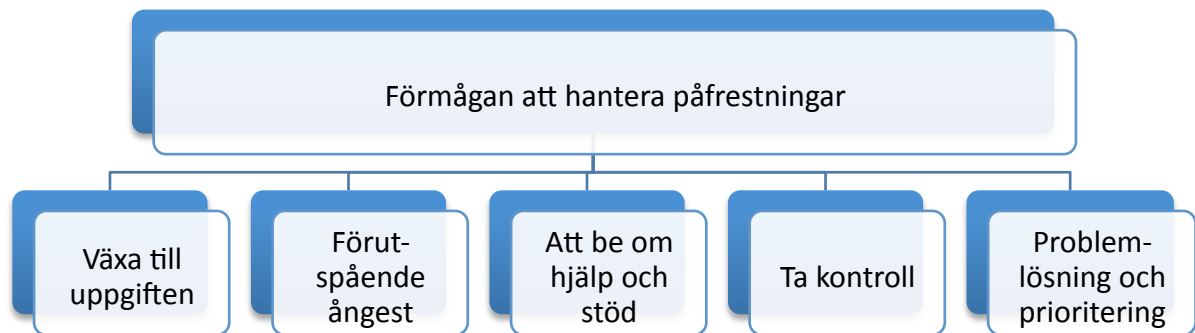 Förmågan att hantera påfrestningar
Växa till
uppgiften
Förut-
spående
ångest
Att be om
hjälp och
stöd
Ta kontroll
Problem-
lösning och
prioritering